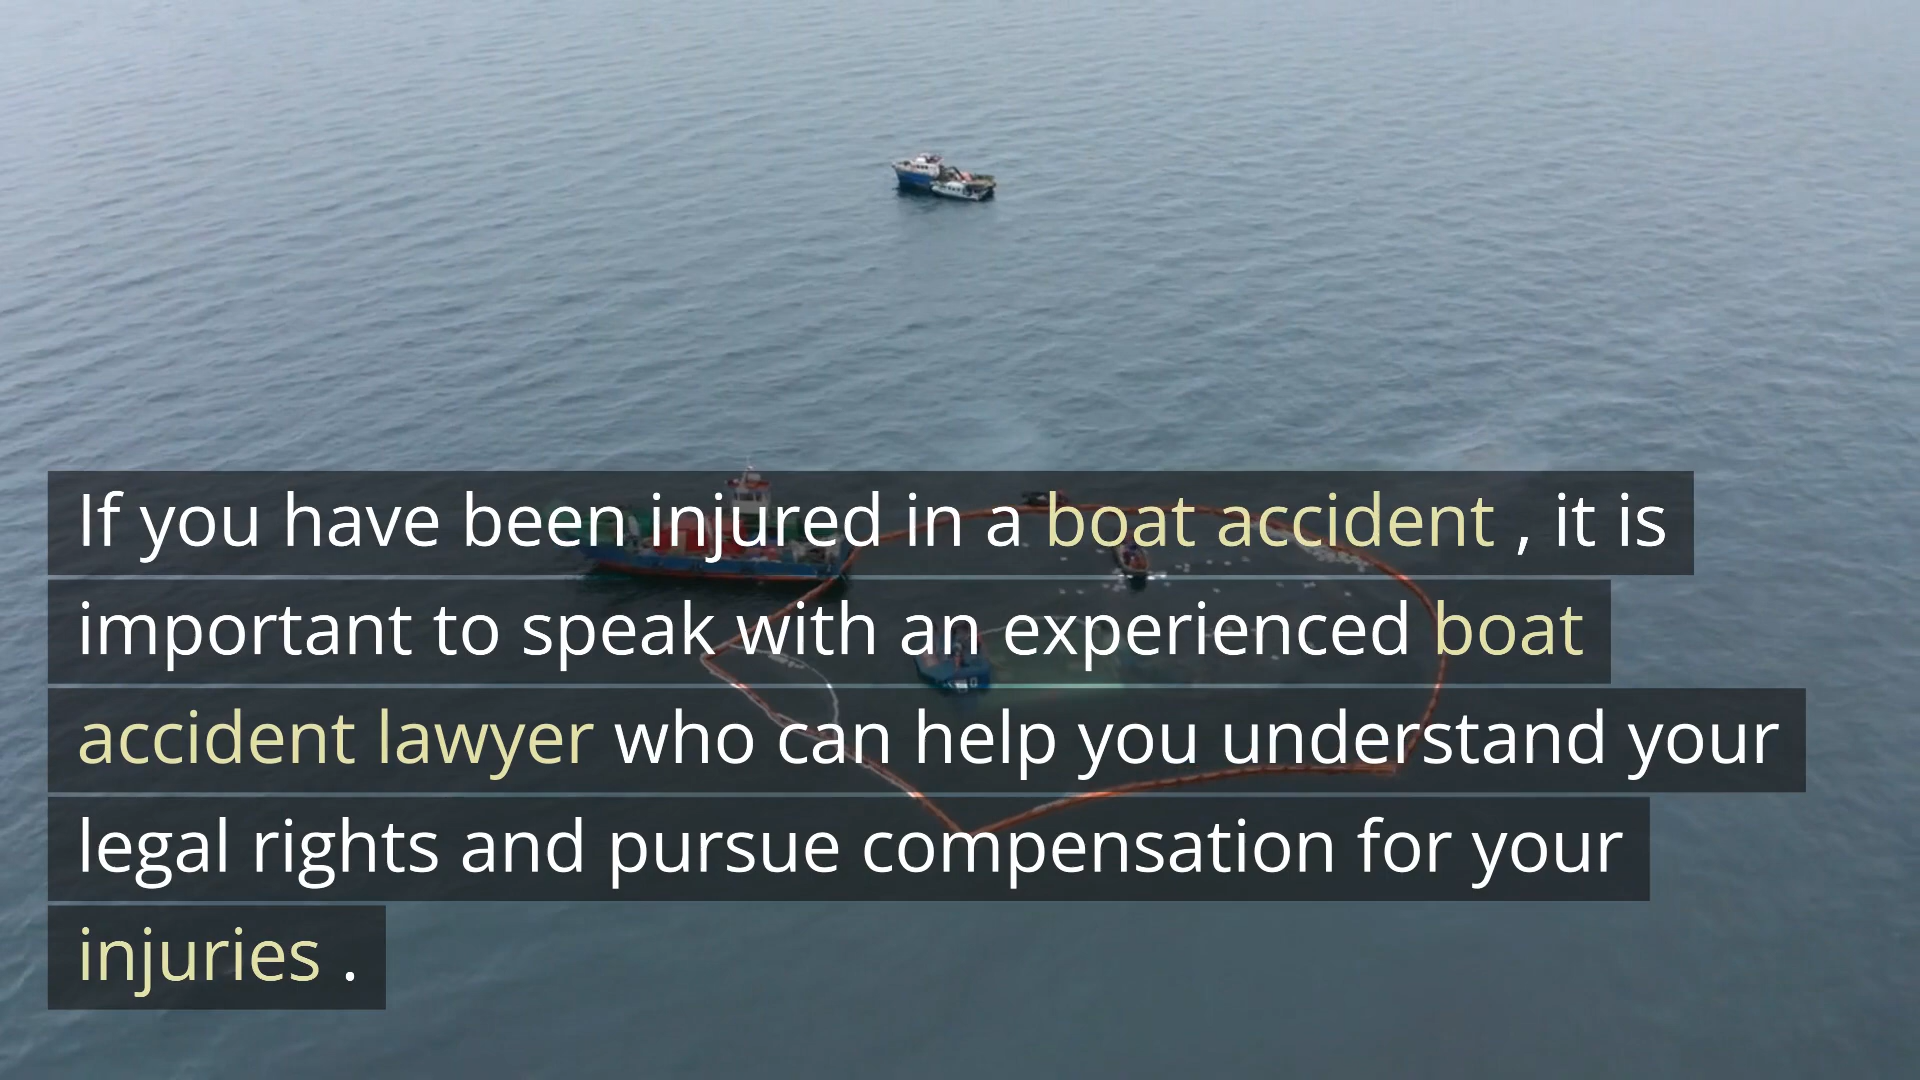 If you have been injured in a boat accident , it is
important to speak with an experienced boat
accident lawyer who can help you understand your
legal rights and pursue compensation for your
injuries .